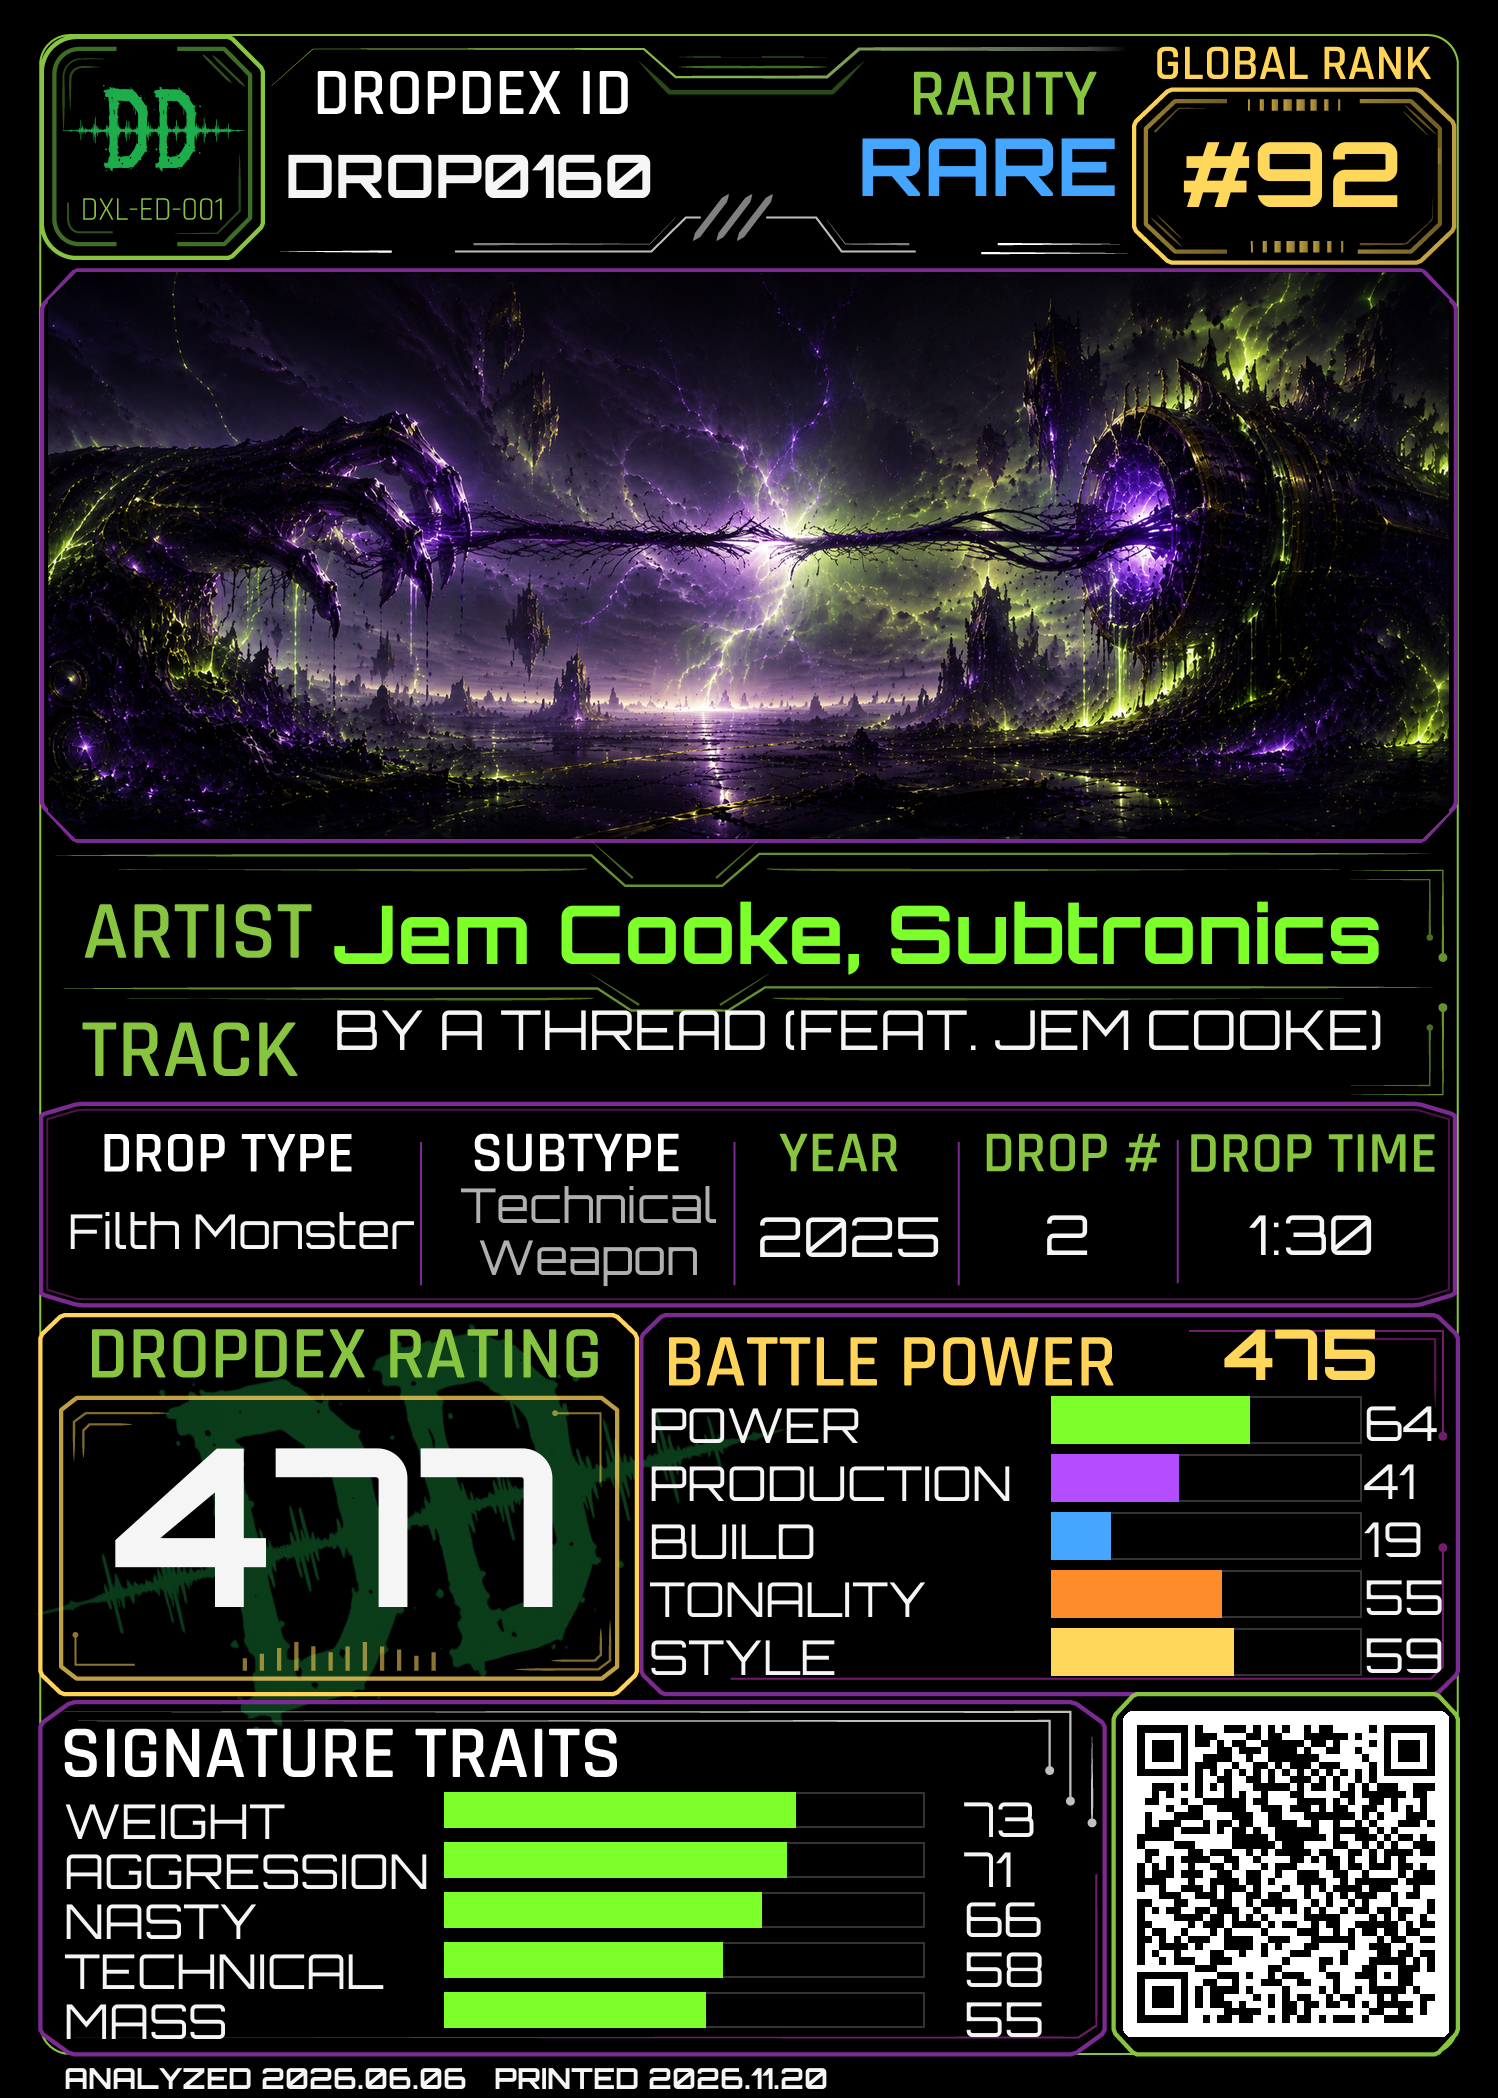 DD
DXL-ED-001
DROPDEX ID
DROP0160
RARITY
RARE
GLOBAL RANK
#92
ARTIST Jem Cooke, Subtronics
TRACK BY A THREAD (FEAT. JEM COOKE)
DROP TYPE
Filth Monster
SUBTYPE
Technical
Weapon
YEAR
2025
DROP #
2
DROP TIME
1:30
DROPDEX RATING
477
BATTLE POWER 475
POWER 64
PRODUCTION 41
BUILD 19
TONALITY 55
STYLE 59
SIGNATURE TRAITS
WEIGHT 73
AGGRESSION 71
NASTY 66
TECHNICAL 58
MASS 55
ANALYZED 2026.06.06 PRINTED 2026.11.20